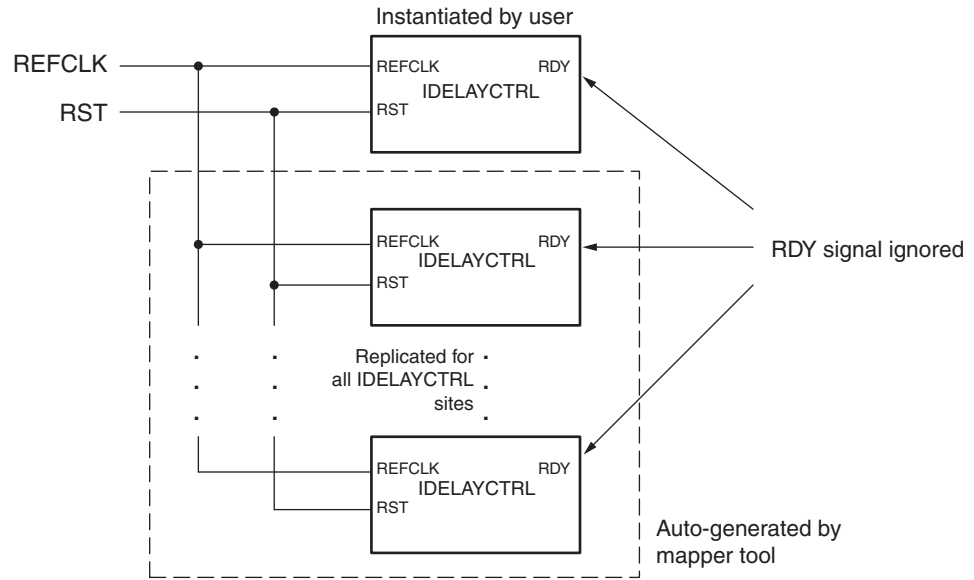 Instantiated by user
REFCLK
RST
REFCLK
RDY
IDELAYCTRL
RST
REFCLK
RDY
IDELAYCTRL
RST
RDY signal ignored
Replicated for
all IDELAYCTRL
sites
REFCLK
RDY
IDELAYCTRL
RST
Auto-generated by
mapper tool